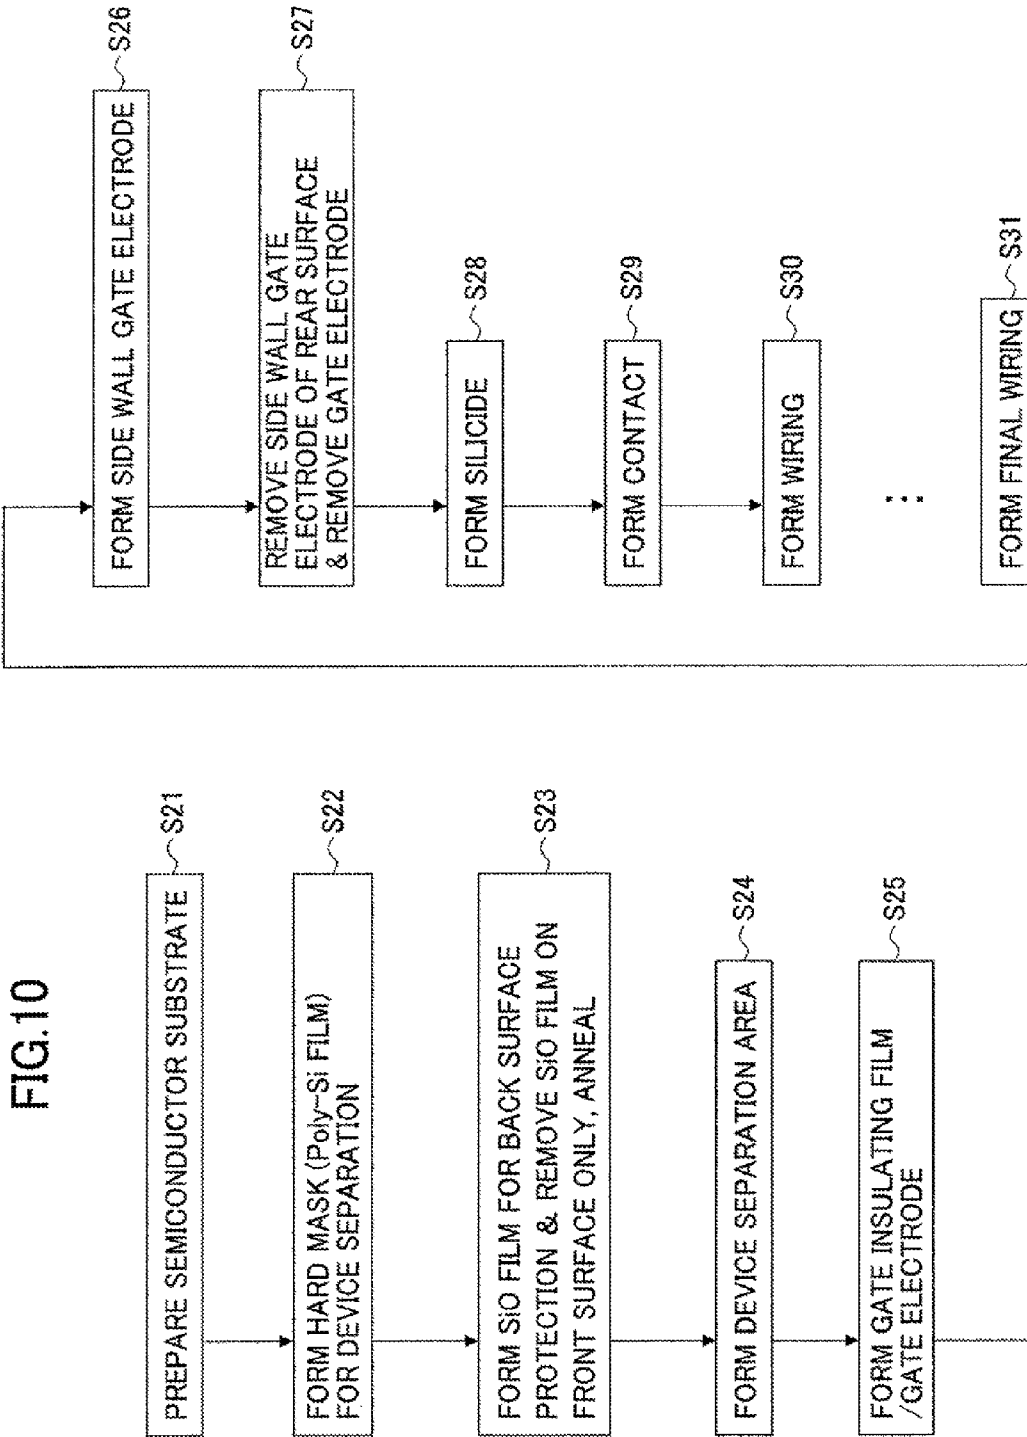 FIG.10
PREPARE SEMICONDUCTOR SUBSTRATE
S21
FORM HARD MASK (Poly-Si FILM)
FOR DEVICE SEPARATION
S22
FORM SiO FILM FOR BACK SURFACE
PROTECTION & REMOVE SiO FILM ON
FRONT SURFACE ONLY, ANNEAL
S23
FORM DEVICE SEPARATION AREA
S24
FORM GATE INSULATING FILM
/GATE ELECTRODE
S25
FORM SIDE WALL GATE ELECTRODE
S26
REMOVE SIDE WALL GATE
ELECTRODE OF REAR SURFACE
& REMOVE GATE ELECTRODE
S27
FORM SILICIDE
S28
FORM CONTACT
S29
FORM WIRING
S30
...
FORM FINAL WIRING
S31